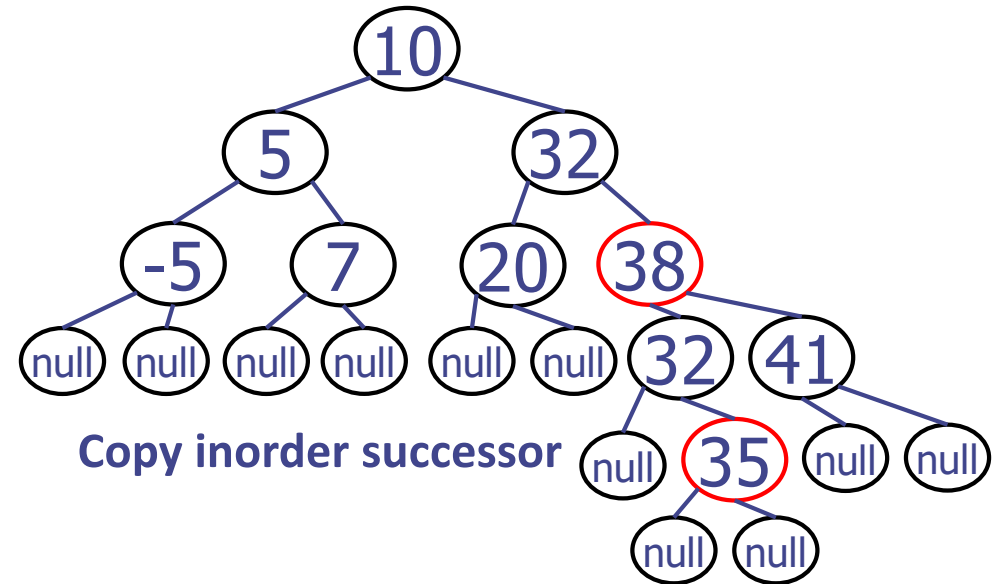 10
5 32
-5 7 20 38
null null null null null null 32 41
Copy inorder successor null 35 null null
null null